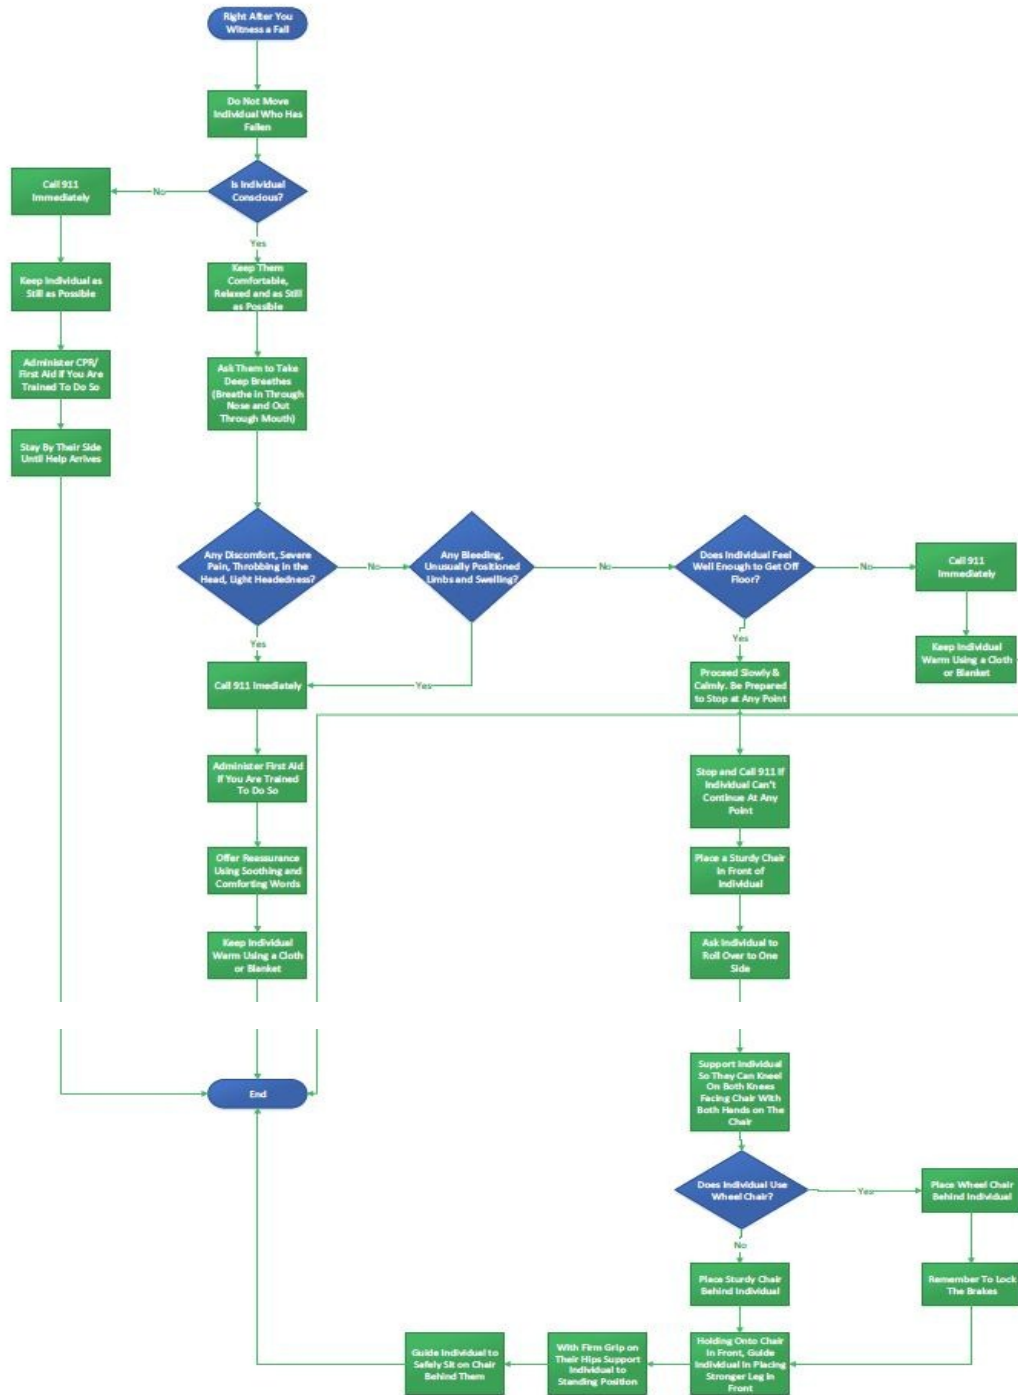 Right After You
Witness a Fall
Do Not Move
Individual Who Has
Fallen
Is Individual
Conscious?
No
Call 911
Immediately
Keep Individual as
Still as Possible
Administer CPR/
First Aid If You Are
Trained To Do So
Stay By Their Side
Until Help Arrives
Yes
Keep Them
Comfortable,
Relaxed and as Still
as Possible
Ask Them to Take
Deep Breathes
(Breathe in Through
Nose and Out
Through Mouth)
Any Discomfort, Severe
Pain, Throbbing in the
Head, Light Headedness?
No
Any Bleeding,
Unusually Positioned
Limbs and Swelling?
No
Does Individual Feel
Well Enough to Get Off
Floor?
No
Call 911
Immediately
Keep Individual
Warm Using a Cloth
or Blanket
Yes
Call 911 Imediately
Yes
Administer First Aid
If You Are Trained
To Do So
Offer Reassurance
Using Soothing and
Comforting Words
Keep Individual
Warm Using a Cloth
or Blanket
Yes
Proceed Slowly &
Calmly. Be Prepared
to Stop at Any Point
Stop and Call 911 If
Individual Can't
Continue At Any
Point
Place a Sturdy Chair
In Front of
Individual
Ask Individual to
Roll Over to One
Side
Support Individual
So They Can Kneel
On Both Knees
Facing Chair With
Both Hands on The
Chair
Does Individual Use
Wheel Chair?
Yes
Place Wheel Chair
Behind Individual
Remember To Lock
The Brakes
No
Place Sturdy Chair
Behind Individual
Holding Onto Chair
In Front, Guide
Individual In Placing
Stronger Leg In
Front
With Firm Grip on
Their Hips Support
Individual to
Standing Position
Guide Individual to
Safely Sit on Chair
Behind Them
End